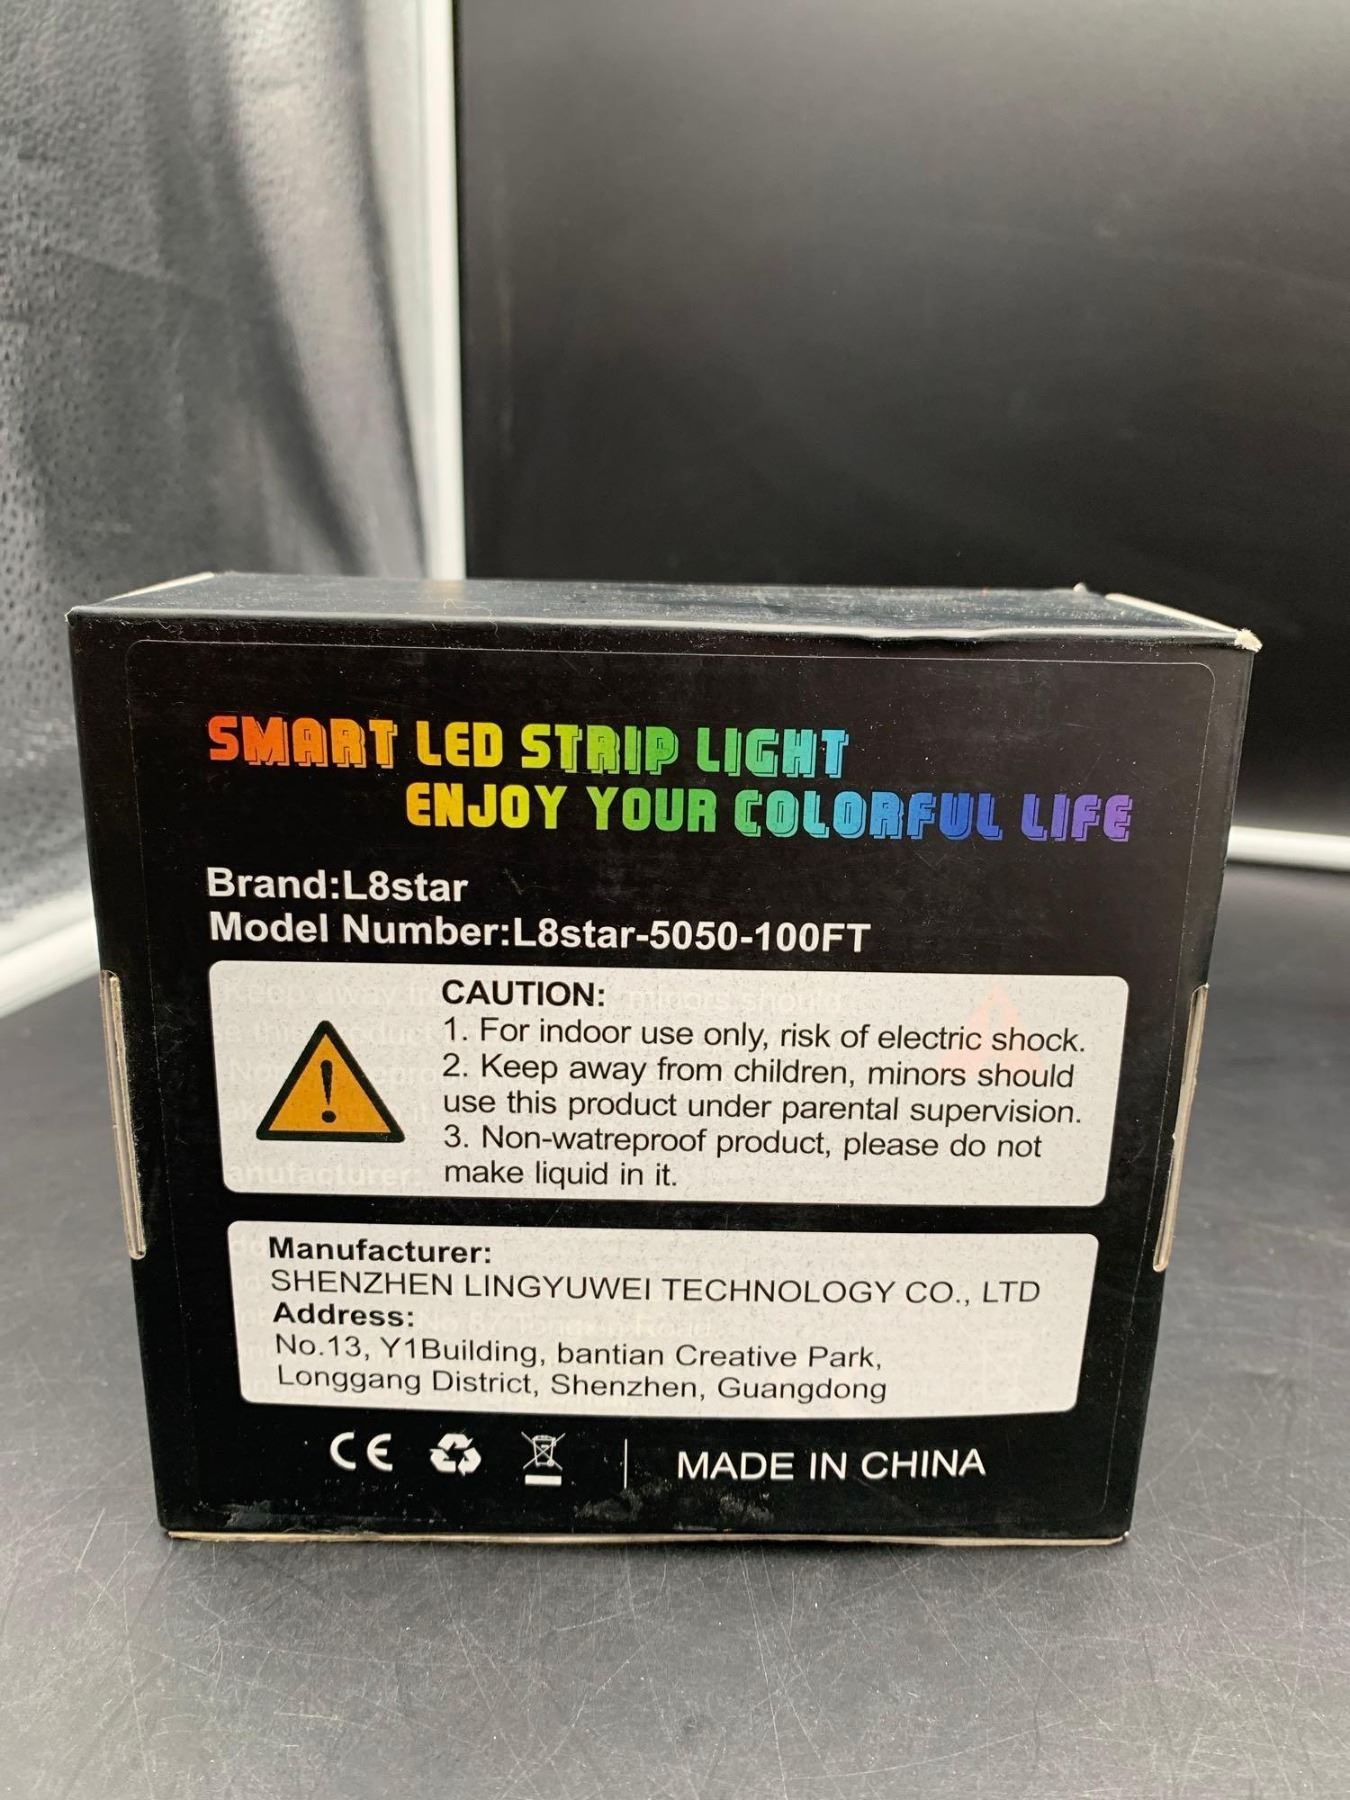 SMART LED STRIP LIGHT
ENJOY YOUR COLORFUL LIFE
Brand:L8star
Model Number:L8star-5050-100FT
CAUTION:
1. For indoor use only, risk of electric shock.
2. Keep away from children, minors should
use this product under parental supervision.
3. Non-watreproof product, please do not
make liquid in it.
Manufacturer:
SHENZHEN LINGYUWEI TECHNOLOGY CO., LTD
Address:
No.13, Y1Building, bantian Creative Park,
Longgang District, Shenzhen, Guangdong
CE
MADE IN CHINA